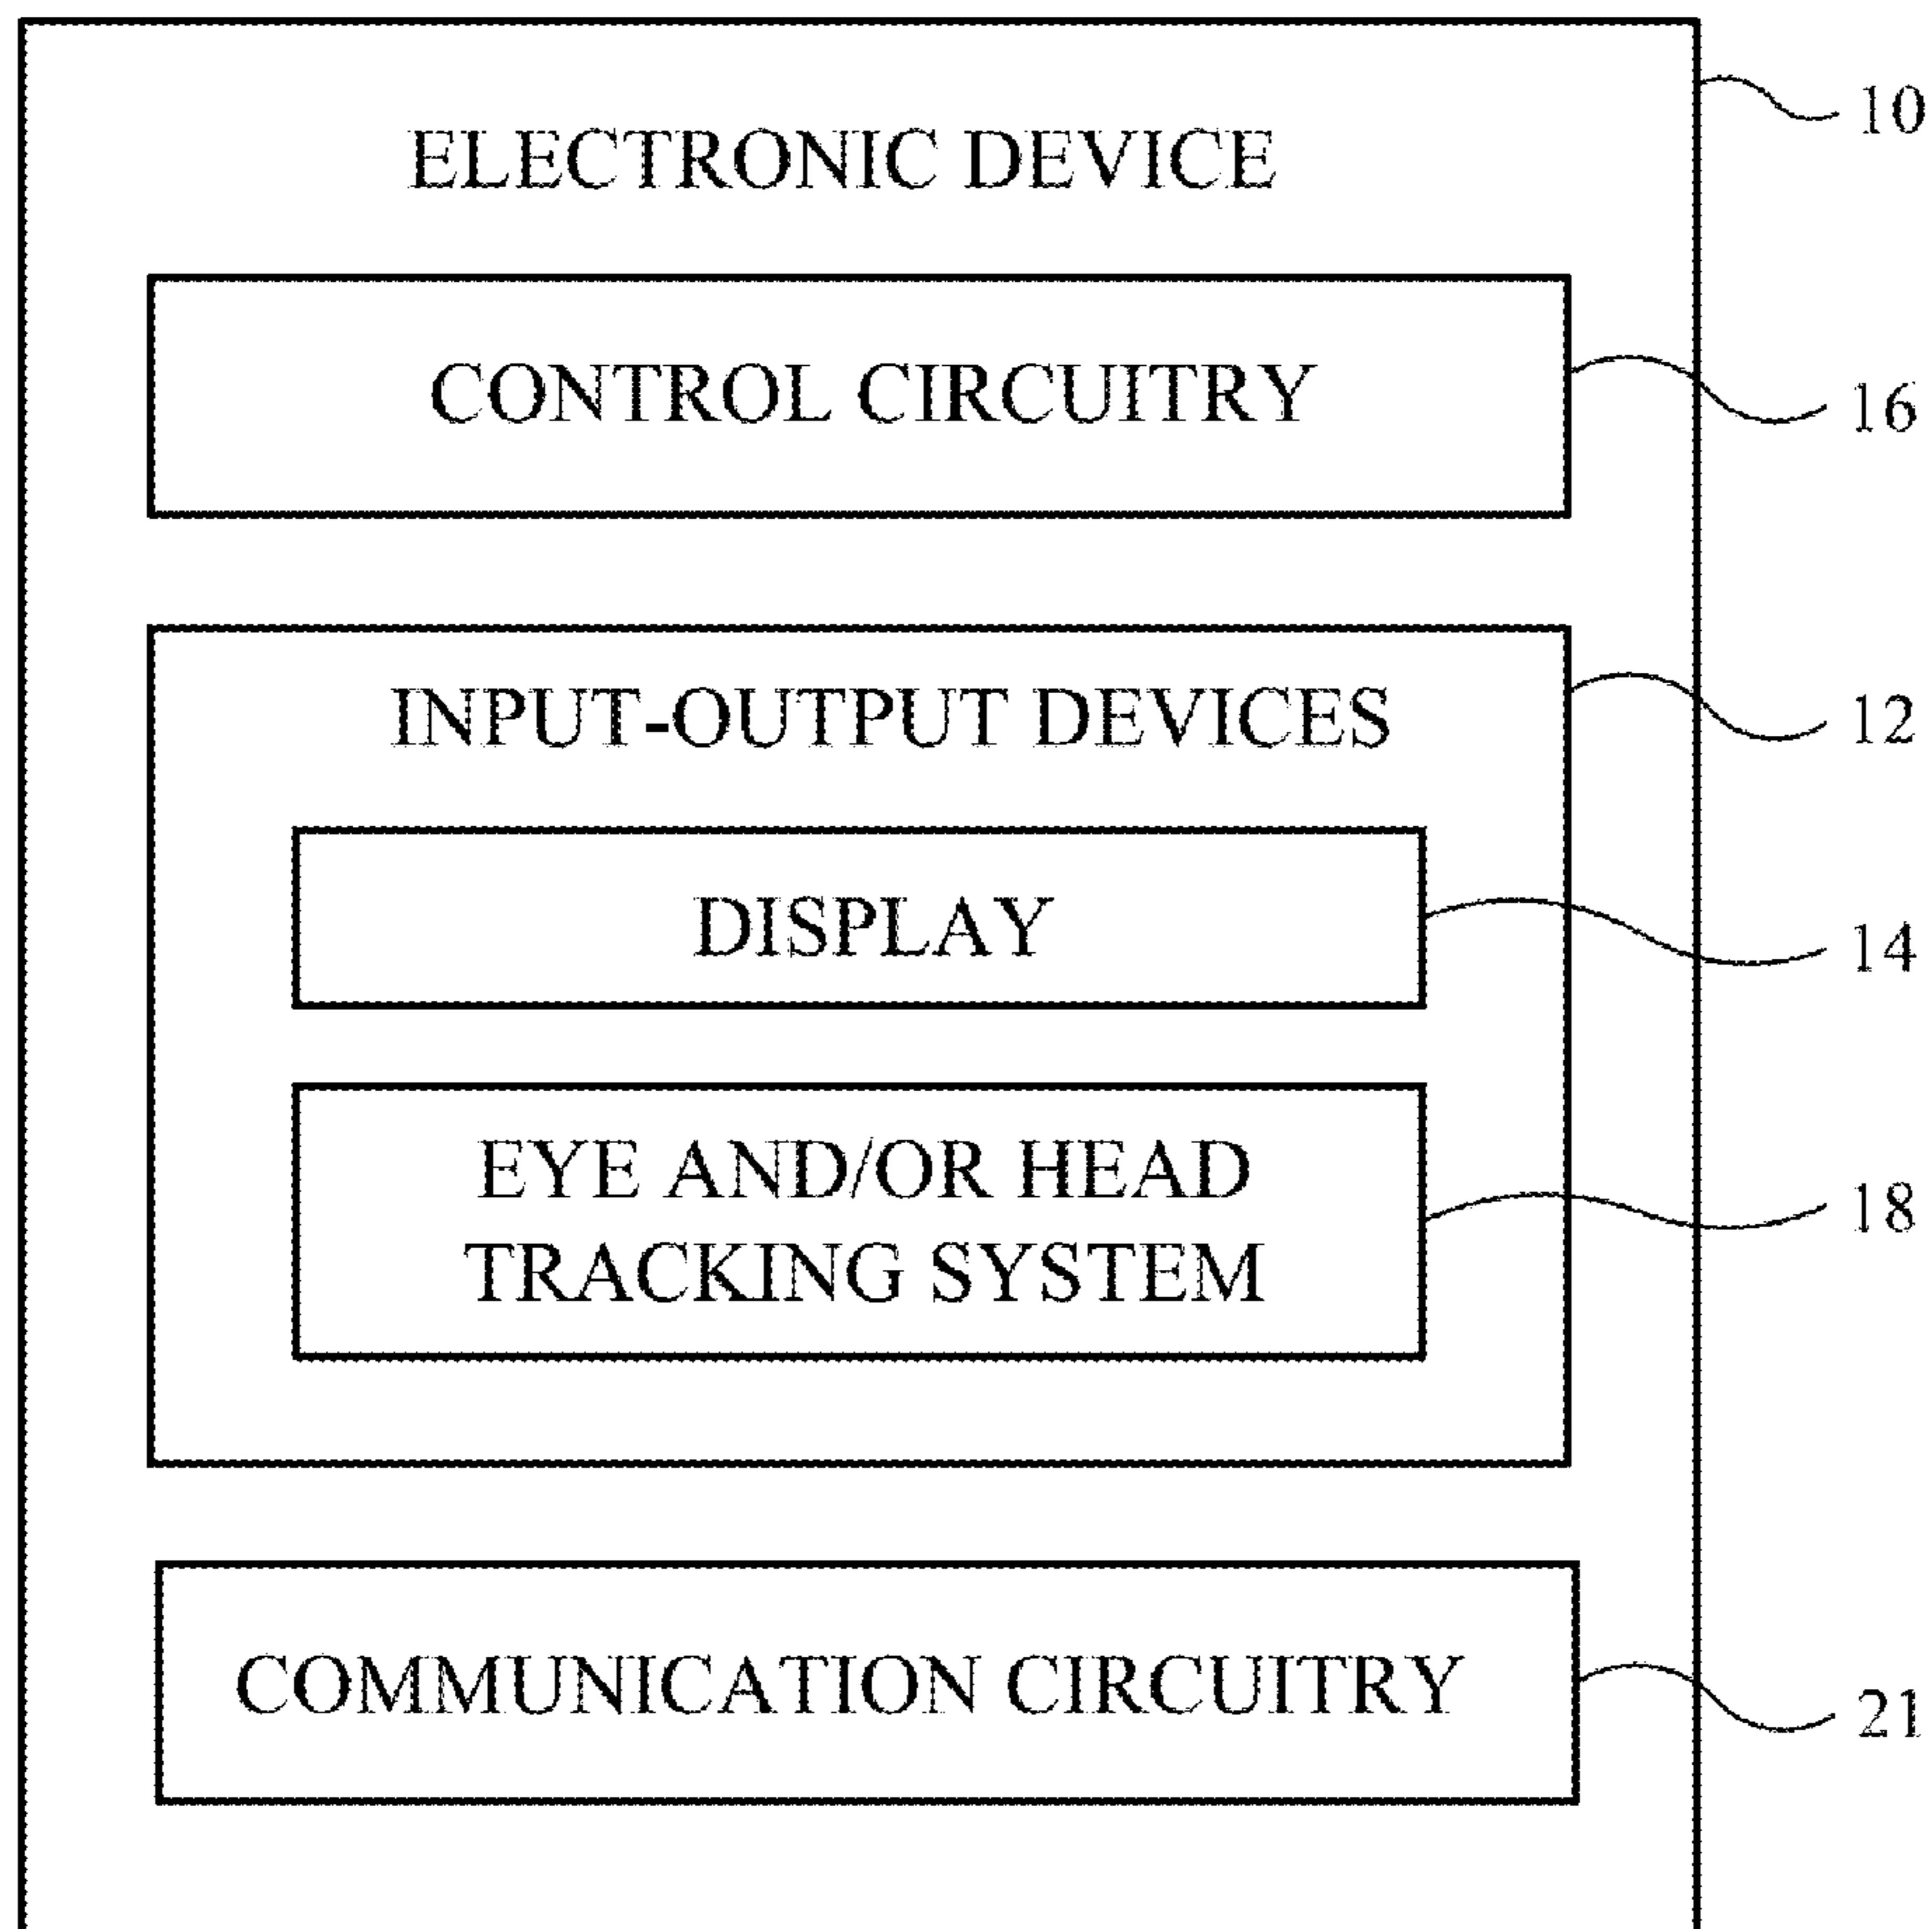 ELECTRONIC DEVICE
10
CONTROL CIRCUITRY
16
INPUT-OUTPUT DEVICES
12
DISPLAY
14
EYE AND/OR HEAD
TRACKING SYSTEM
18
COMMUNICATION CIRCUITRY
21